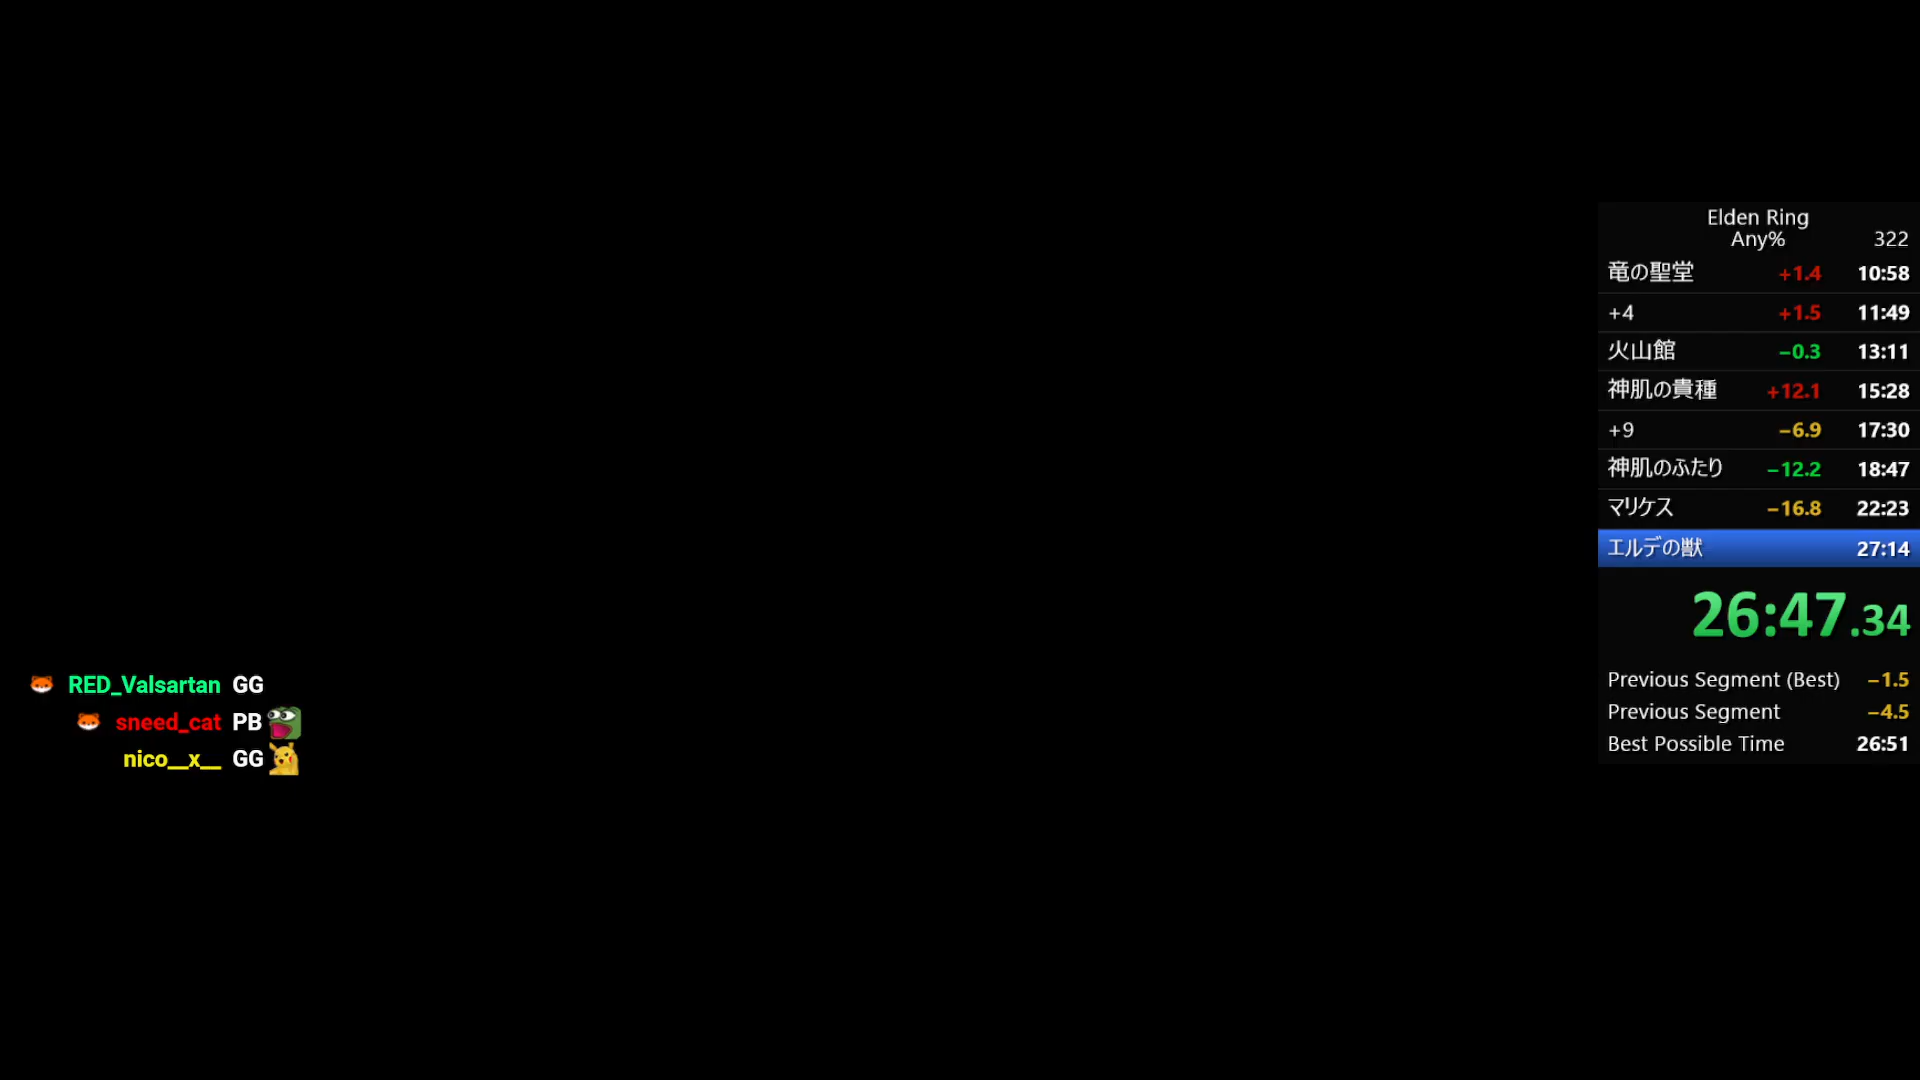 Elden Ring
Any% 322
竜の聖堂 +1.4 10:58
+4 +1.5 11:49
火山館 −0.3 13:11
神肌の貴種 +12.1 15:28
+9 −6.9 17:30
神肌のふたり −12.2 18:47
マリケス −16.8 22:23
エルデの獣 27:14
26:47.34
Previous Segment (Best) −1.5
Previous Segment −4.5
Best Possible Time 26:51
RED_Valsartan GG
sneed_cat PB
nico__x__ GG